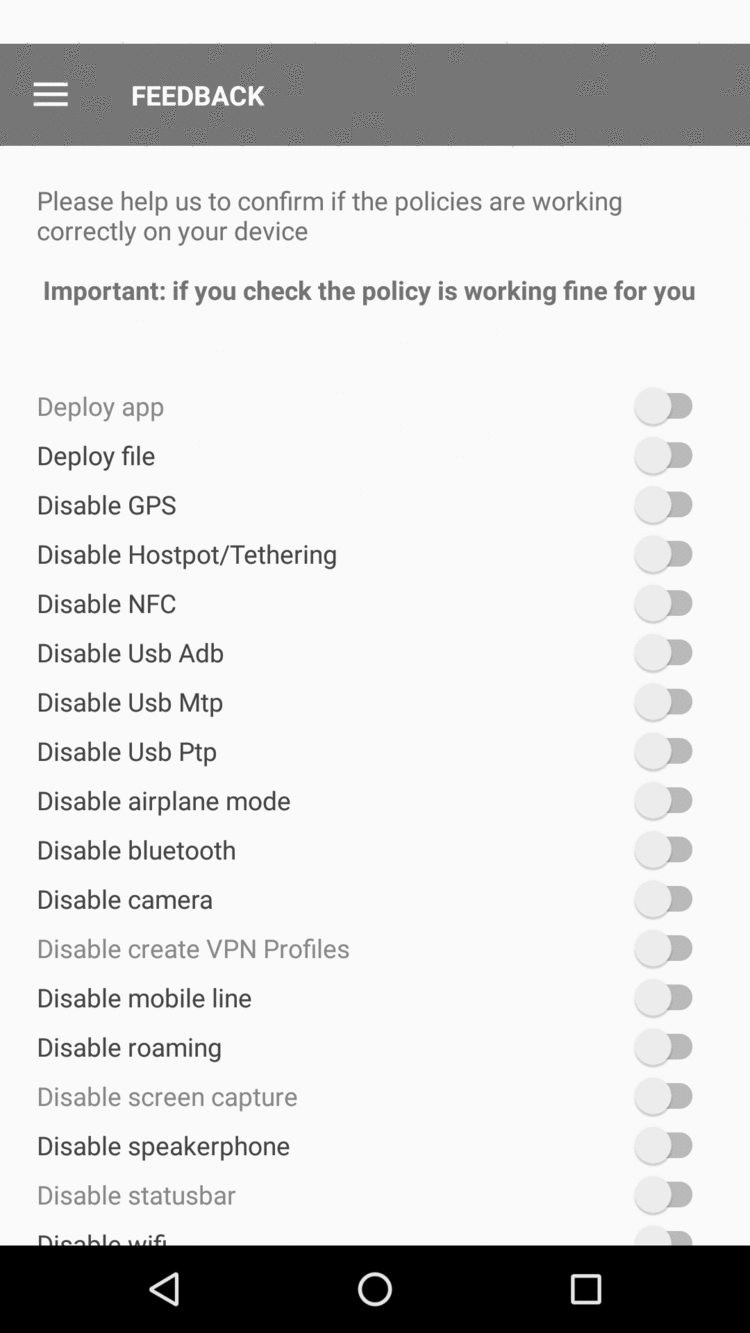 FEEDBACK
Please help us to confirm if the policies are working
correctly on your device
Important: if you check the policy is working fine for you
Deploy app
Deploy file
Disable GPS
Disable Hostpot/Tethering
Disable NFC
Disable Usb Adb
Disable Usb Mtp
Disable Usb Ptp
Disable airplane mode
Disable bluetooth
Disable camera
Disable create VPN Profiles
Disable mobile line
Disable roaming
Disable screen capture
Disable speakerphone
Disable statusbar
Disable wifi